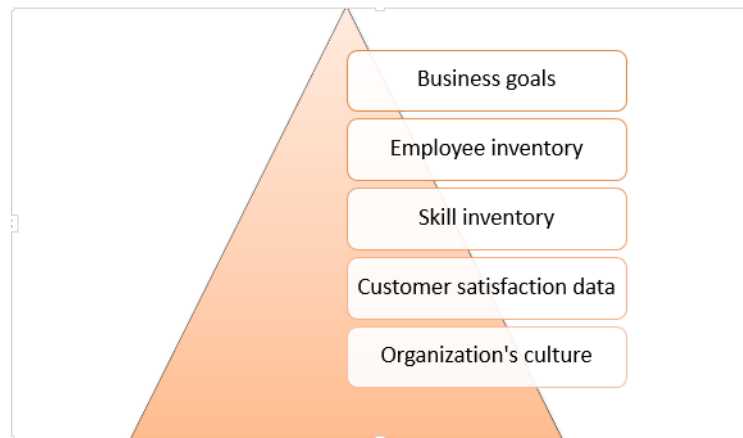 Business goals
Employee inventory
Skill inventory
Customer satisfaction data
Organization's culture